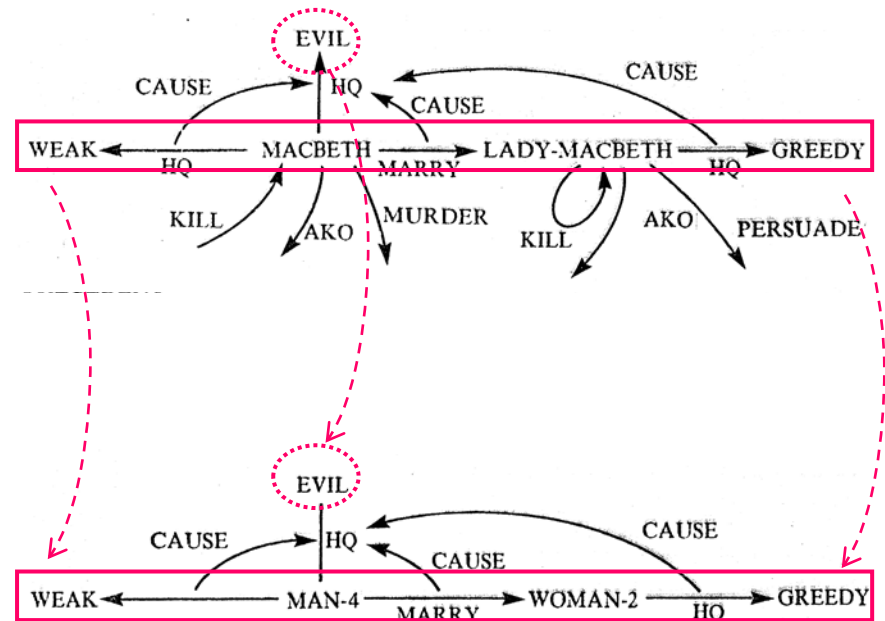 EVIL
CAUSE HQ CAUSE
CAUSE
WEAK MACBETH LADY-MACBETH GREEDY
HQ MARRY HQ
KILL AKO MURDER KILL AKO PERSUADE
EVIL
CAUSE HQ CAUSE
CAUSE
WEAK MAN-4 WOMAN-2 GREEDY
MARRY HQ